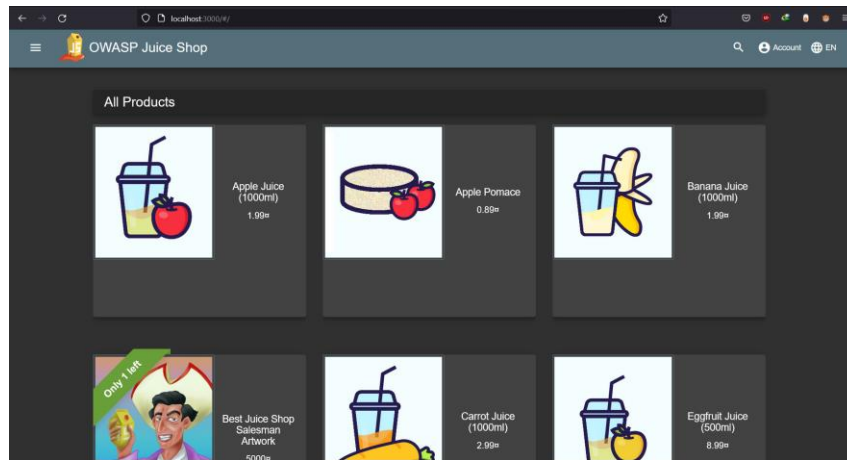 localhost:3000/#/
OWASP Juice Shop
Account
EN
All Products
Apple Juice
(1000ml)
1.99¤
Apple Pomace
0.89¤
Banana Juice
(1000ml)
1.99¤
Only 1 left
Best Juice Shop
Salesman
Artwork
5000¤
Carrot Juice
(1000ml)
2.99¤
Eggfruit Juice
(500ml)
8.99¤